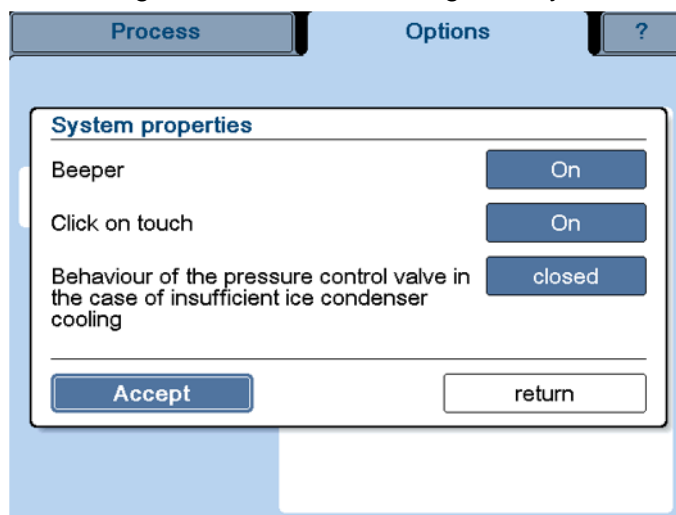 Process
Options
?
System properties
Beeper
On
Click on touch
On
Behaviour of the pressure control valve in
the case of insufficient ice condenser
cooling
closed
Accept
return